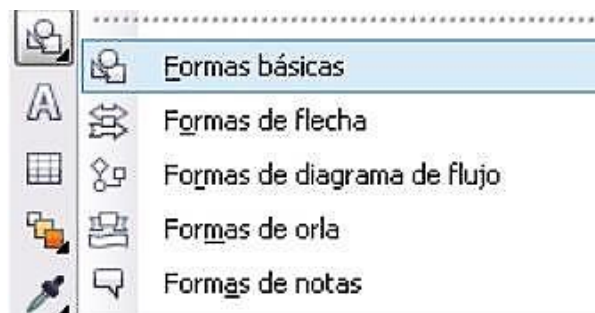 Formas básicas
Formas de flecha
Formas de diagrama de flujo
Formas de orla
Formas de notas